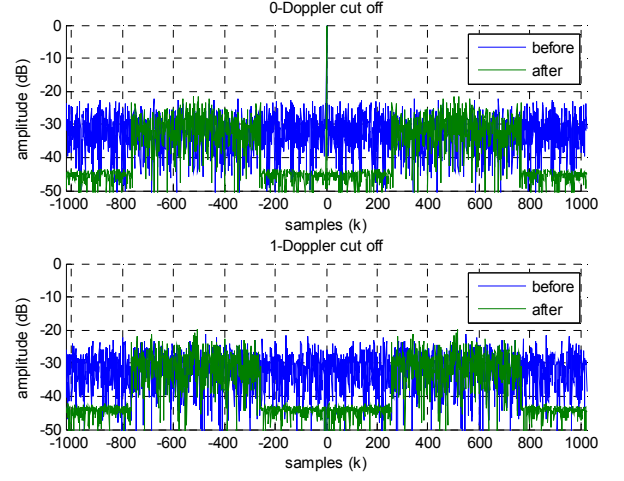 0-Doppler cut off
0
-10
-20
-30
-40
-50
amplitude (dB)
before
after
-1000 -800 -600 -400 -200 0 200 400 600 800 1000
samples (k)
1-Doppler cut off
0
-10
-20
-30
-40
-50
amplitude (dB)
before
after
-1000 -800 -600 -400 -200 0 200 400 600 800 1000
samples (k)